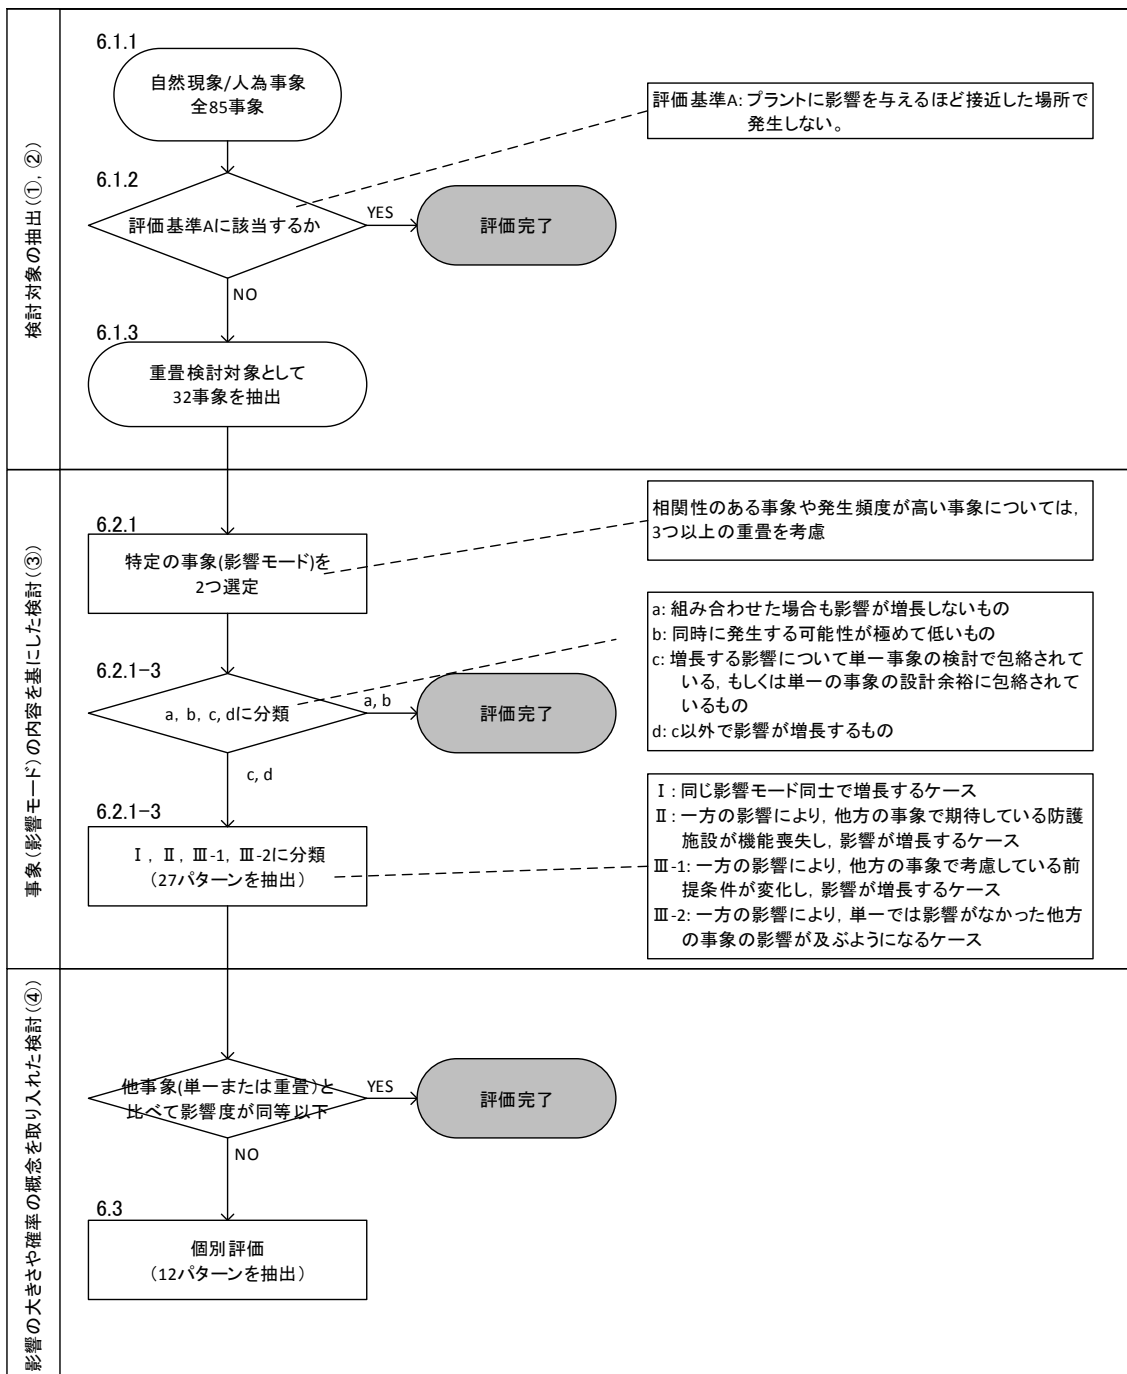 検討対象の抽出(①, ②)
6.1.1
自然現象/人為事象
全85事象
評価基準A: プラントに影響を与えるほど接近した場所で
発生しない。
6.1.2
評価基準Aに該当するか
YES
評価完了
NO
6.1.3
重畳検討対象として
32事象を抽出
事象(影響モード)の内容を基にした検討(③)
6.2.1
特定の事象(影響モード)を
2つ選定
相関性のある事象や発生頻度が高い事象については,
3つ以上の重畳を考慮
6.2.1-3
a, b, c, dに分類
a, b
評価完了
a: 組み合わせた場合も影響が増長しないもの
b: 同時に発生する可能性が極めて低いもの
c: 増長する影響について単一事象の検討で包絡されて
いる, もしくは単一の事象の設計余裕に包絡されて
いるもの
d: c以外で影響が増長するもの
c, d
6.2.1-3
Ⅰ, Ⅱ, Ⅲ-1, Ⅲ-2に分類
(27パターンを抽出)
Ⅰ: 同じ影響モード同士で増長するケース
Ⅱ: 一方の影響により, 他方の事象で期待している防護
施設が機能喪失し, 影響が増長するケース
Ⅲ-1: 一方の影響により, 他方の事象で考慮している前
提条件が変化し, 影響が増長するケース
Ⅲ-2: 一方の影響により, 単一では影響がなかった他方
の事象の影響が及ぶようになるケース
影響の大きさや確率の概念を取り入れた検討(④)
他事象(単一または重畳)と
比べて影響度が同等以下
YES
評価完了
NO
6.3
個別評価
(12パターンを抽出)